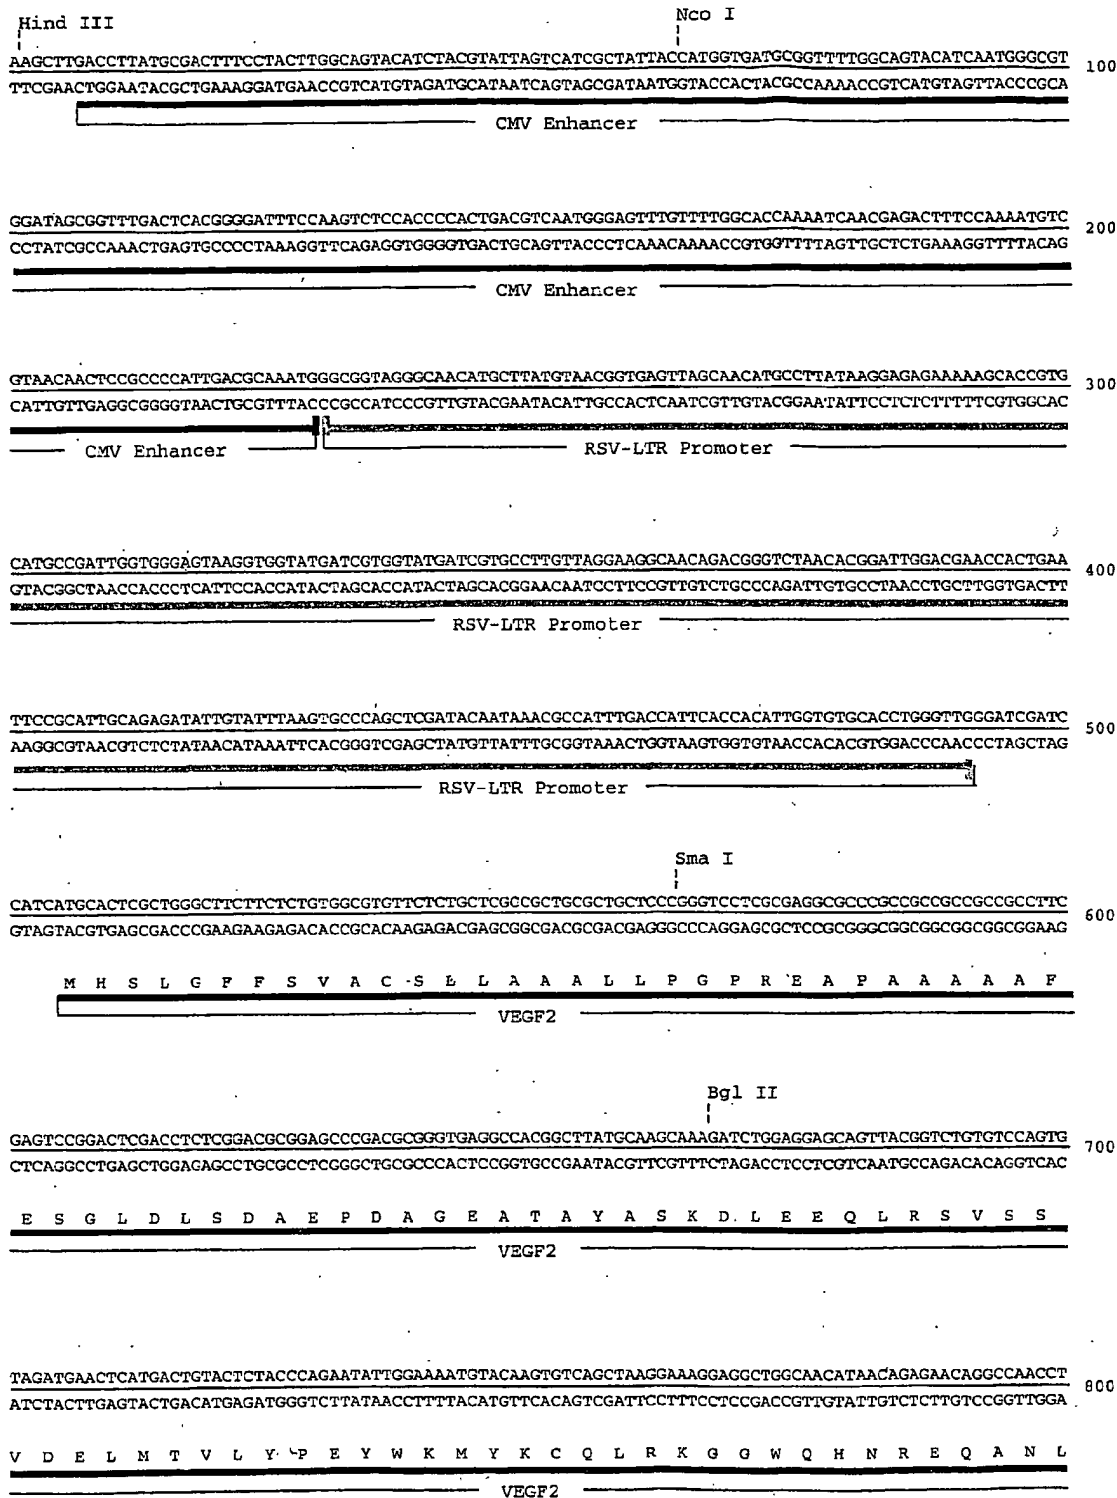 Hind III
Nco I
AAGCTTGACCTTATGCGACTTTCCTACTTGGCAGTACATCTACGTATTAGTCATCGCTATTACCATGGTGATGCGGTTTTGGCAGTACATCAATGGGCGT
100
TTCGAACTGGAATACGCTGAAAGGATGAACCGTCATGTAGATGCATAATCAGTAGCGATAATGGTACCACTACGCCAAAACCGTCATGTAGTTACCCGCA
CMV Enhancer
GGATAGCGGTTTGACTCACGGGGATTTCCAAGTCTCCACCCCACTGACGTCAATGGGAGTTTGTTTTGGCACCAAAATCAACGAGACTTTCCAAAATGTC
200
CCTATCGCCAAACTGAGTGCCCCTAAAGGTTCAGAGGTGGGGTGACTGCAGTTACCCTCAAACAAAACCGTGGTTTTAGTTGCTCTGAAAGGTTTTACAG
CMV Enhancer
GTAACAACTCCGCCCCATTGACGCAAATGGGCGGTAGGGCAACATGCTTATGTAACGGTGAGTTAGCAACATGCCTTATAAGGAGAGAAAAAGCACCGTG
300
CATTGTTGAGGCGGGGTAACTGCGTTTACCCGCCATCCCGTTGTACGAATACATTGCCACTCAATCGTTGTACGGAATATTCCTCTCTTTTTCGTGGCAC
CMV Enhancer
RSV-LTR Promoter
CATGCCGATTGGTGGGAGTAAGGTGGTATGATCGTGGTATGATCGTGCCTTGTTAGGAAGGCAACAGACGGGTCTAACACGGATTGGACGAACCACTGAA
400
GTACGGCTAACCACCCTCATTCCACCATACTAGCACCATACTAGCACGGAACAATCCTTCCGTTGTCTGCCCAGATTGTGCCTAACCTGCTTGGTGACTT
RSV-LTR Promoter
TTCCGCATTGCAGAGATATTGTATTTAAGTGCCCAGCTCGATACAATAAACGCCATTTGACCATTCACCACATTGGTGTGCACCTGGGTTGGGATCGATC
500
AAGGCGTAACGTCTCTATAACATAAATTCACGGGTCGAGCTATGTTATTTGCGGTAAACTGGTAAGTGGTGTAACCACACGTGGACCCAACCCTAGCTAG
RSV-LTR Promoter
Sma I
CATCATGCACTCGCTGGGCTTCTTCTCTGTGGCGTGTTCTCTGCTCGCCGCTGCGCTGCTCCCGGGTCCTCGCGAGGCGCCCGCCGCCGCCGCCGCCTTC
600
GTAGTACGTGAGCGACCCGAAGAAGAGACACCGCACAAGAGACGAGCGGCGACGCGACGAGGGCCCAGGAGCGCTCCGCGGGCGGCGGCGGCGGCGGAAG
M H S L G F F S V A C S L L A A A L L P G P R E A P A A A A A F
VEGF2
Bgl II
GAGTCCGGACTCGACCTCTCGGACGCGGAGCCCGACGCGGGTGAGGCCACGGCTTATGCAAGCAAAGATCTGGAGGAGCAGTTACGGTCTGTGTCCAGTG
700
CTCAGGCCTGAGCTGGAGAGCCTGCGCCTCGGGCTGCGCCCACTCCGGTGCCGAATACGTTCGTTTCTAGACCTCCTCGTCAATGCCAGACACAGGTCAC
E S G L D L S D A E P D A G E A T A Y A S K D L E E Q L R S V S S
VEGF2
TAGATGAACTCATGACTGTACTCTACCCAGAATATTGGAAAATGTACAAGTGTCAGCTAAGGAAAGGAGGCTGGCAACATAACAGAGAACAGGCCAACCT
800
ATCTACTTGAGTACTGACATGAGATGGGTCTTATAACCTTTTACATGTTCACAGTCGATTCCTTTCCTCCGACCGTTGTATTGTCTCTTGTCCGGTTGGA
V D E L M T V L Y P E Y W K M Y K C Q L R K G G W Q H N R E Q A N L
VEGF2